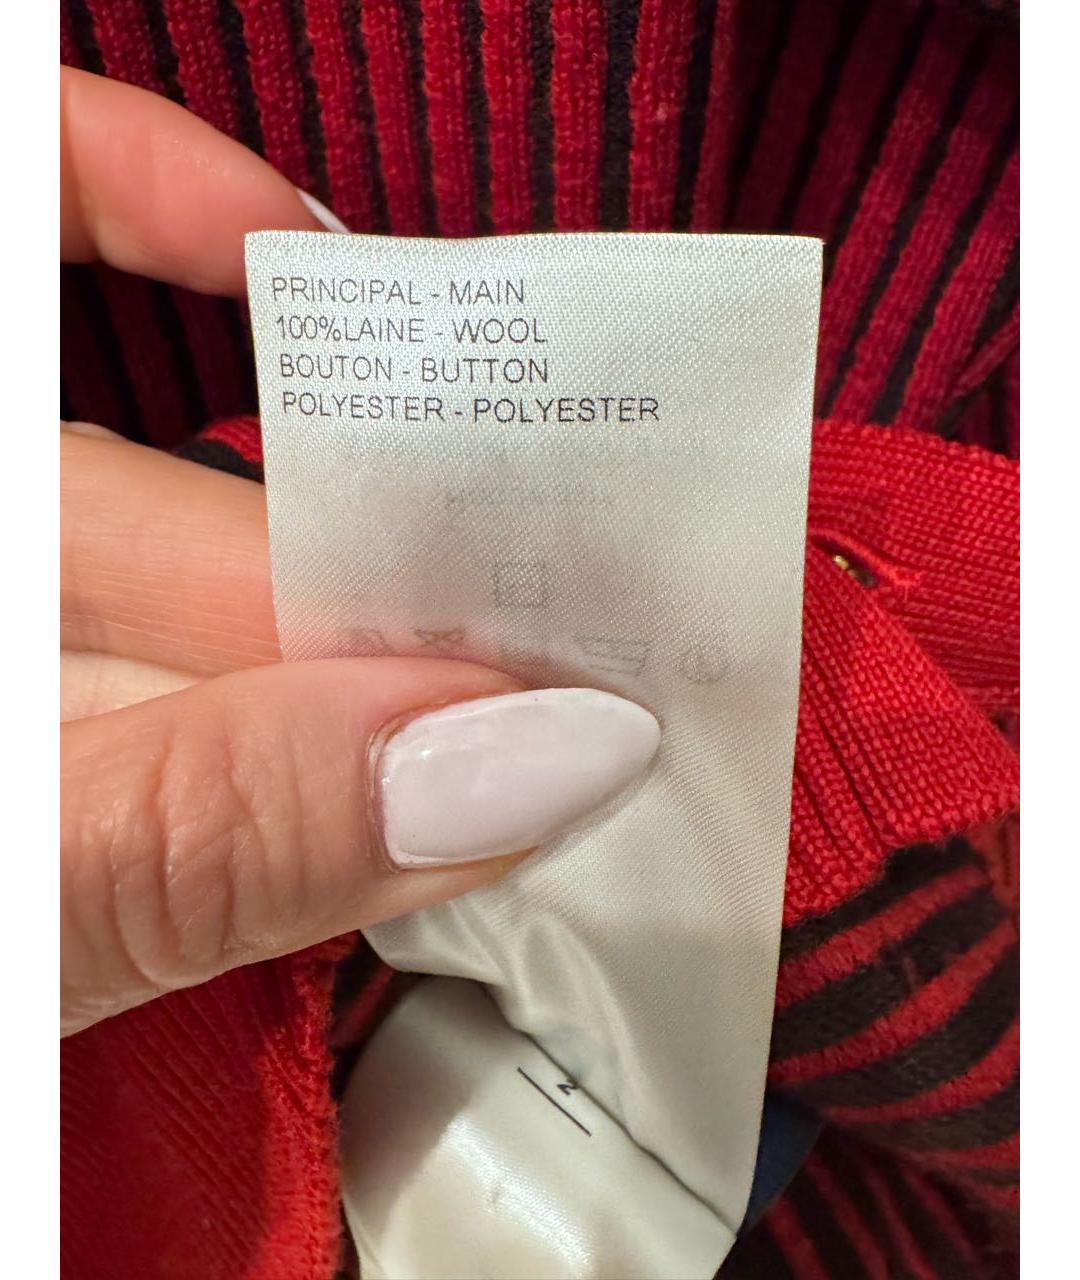 PRINCIPAL - MAIN
100%LAINE - WOOL
BOUTON - BUTTON
POLYESTER - POLYESTER